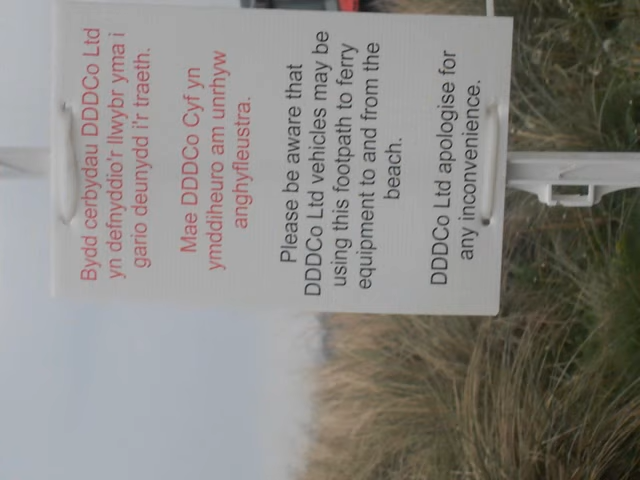 Bydd cerbydau DDDCo Ltd
yn defnyddio'r llwybr yma i
gario deunydd i'r traeth.
Mae DDDCo Cyf yn
ymddiheuro am unrhyw
anghyfleustra.
Please be aware that
DDDCo Ltd vehicles may be
using this footpath to ferry
equipment to and from the
beach.
DDDCo Ltd apologise for
any inconvenience.